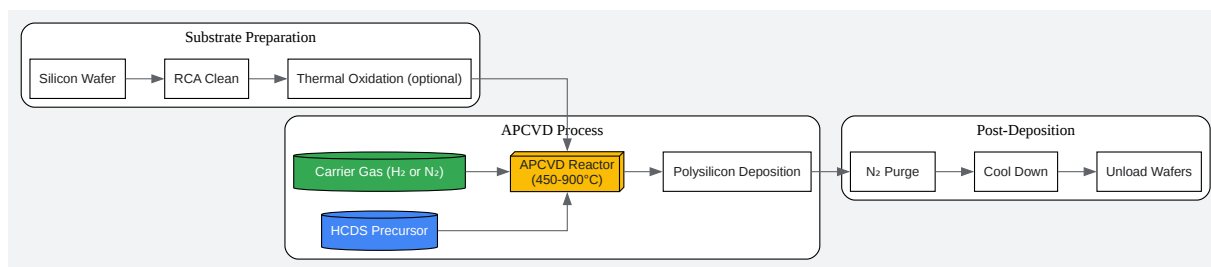 Substrate Preparation
Silicon Wafer
RCA Clean
Thermal Oxidation (optional)
APCVD Process
Carrier Gas (H₂ or N₂)
APCVD Reactor
(450-900°C)
Polysilicon Deposition
HCDS Precursor
Post-Deposition
N₂ Purge
Cool Down
Unload Wafers